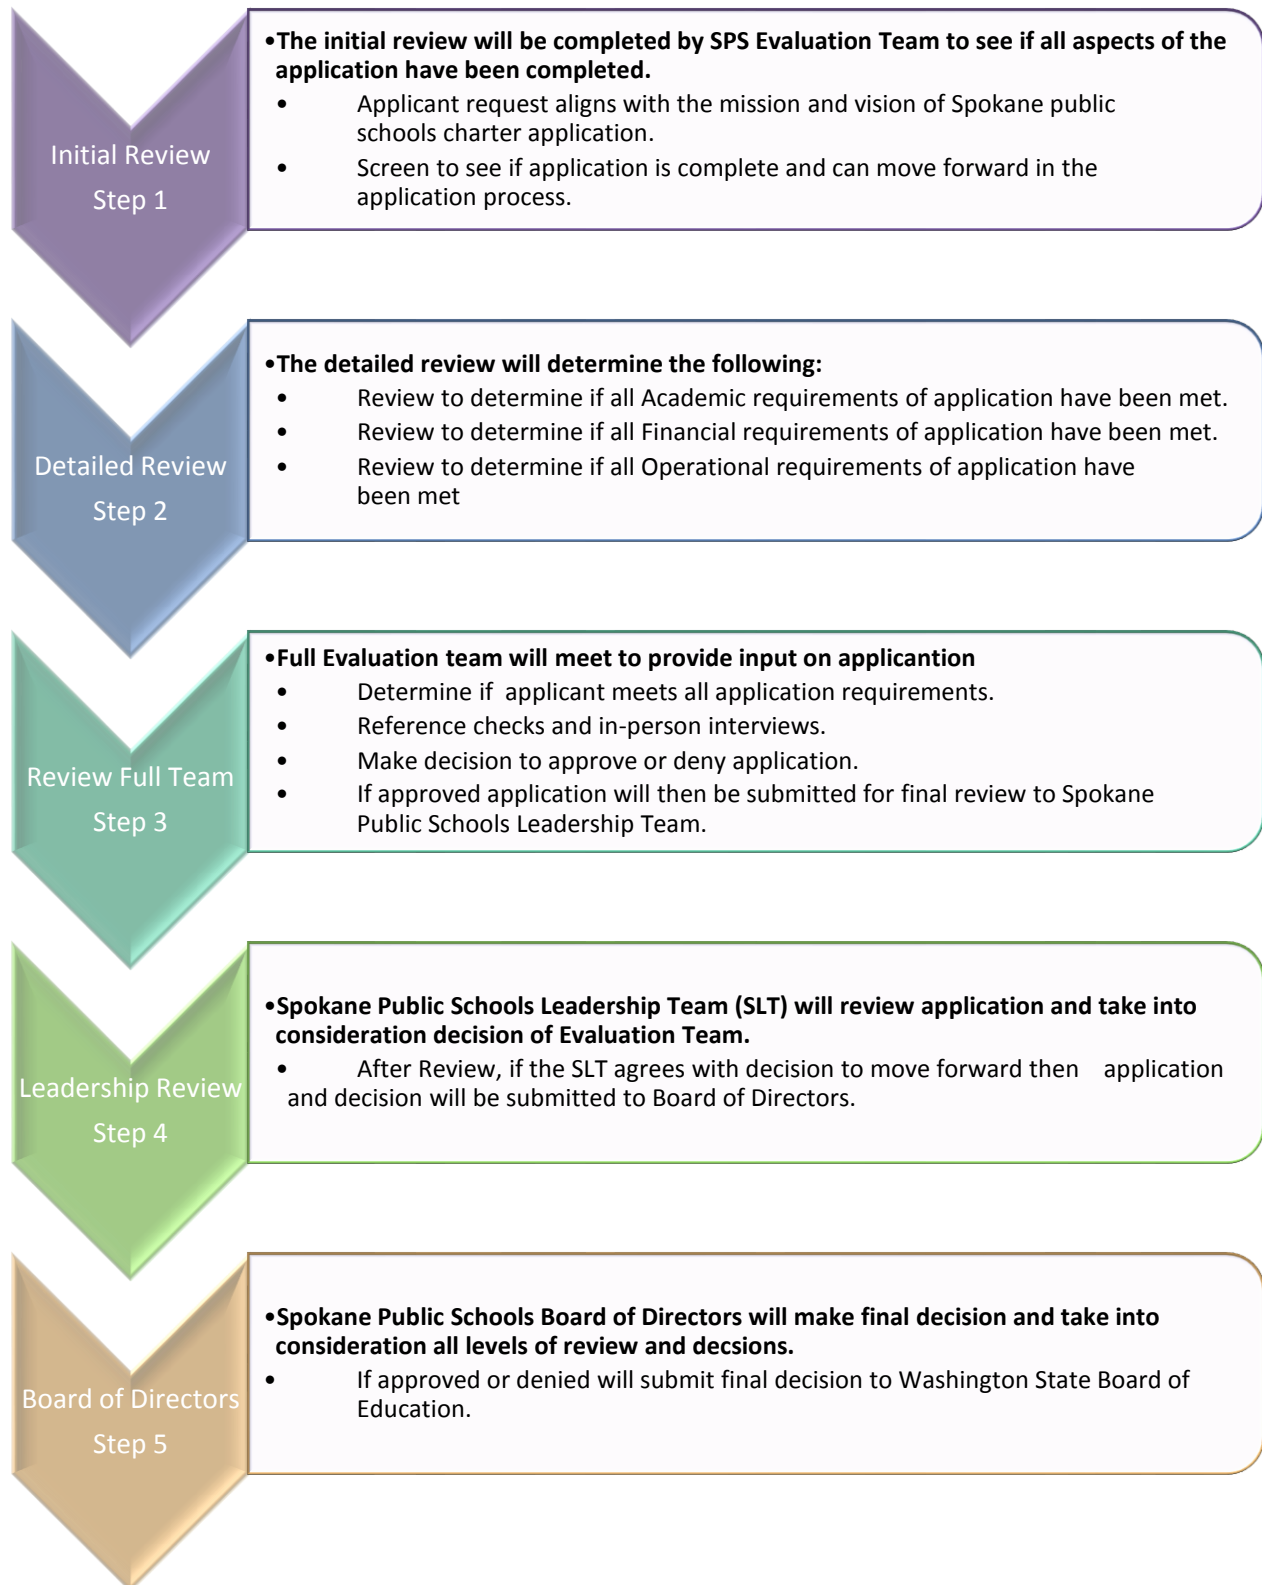 Initial Review
Step 1
•The initial review will be completed by SPS Evaluation Team to see if all aspects of the
application have been completed.
• Applicant request aligns with the mission and vision of Spokane public
schools charter application.
• Screen to see if application is complete and can move forward in the
application process.
Detailed Review
Step 2
•The detailed review will determine the following:
• Review to determine if all Academic requirements of application have been met.
• Review to determine if all Financial requirements of application have been met.
• Review to determine if all Operational requirements of application have
been met
Review Full Team
Step 3
•Full Evaluation team will meet to provide input on applicantion
• Determine if applicant meets all application requirements.
• Reference checks and in-person interviews.
• Make decision to approve or deny application.
• If approved application will then be submitted for final review to Spokane
Public Schools Leadership Team.
Leadership Review
Step 4
•Spokane Public Schools Leadership Team (SLT) will review application and take into
consideration decision of Evaluation Team.
• After Review, if the SLT agrees with decision to move forward then application
and decision will be submitted to Board of Directors.
Board of Directors
Step 5
•Spokane Public Schools Board of Directors will make final decision and take into
consideration all levels of review and decsions.
• If approved or denied will submit final decision to Washington State Board of
Education.